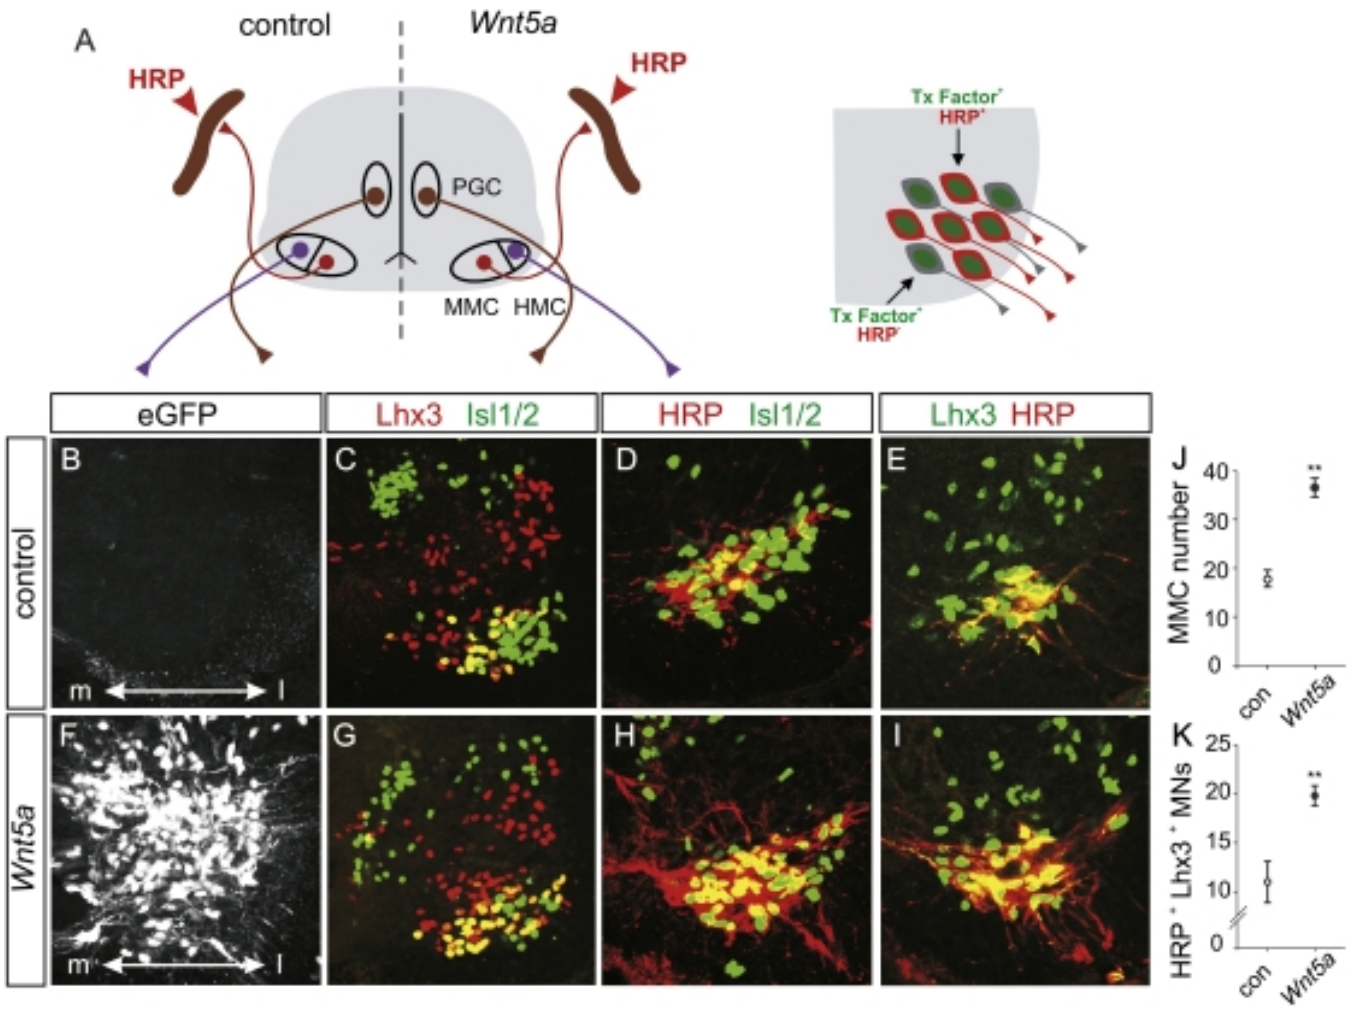 A
control
Wnt5a
HRP
HRP
PGC
MMC HMC
Tx Factor⁺
HRP⁺
Tx Factor⁺
HRP⁻
eGFP
Lhx3 Isl1/2
HRP Isl1/2
Lhx3 HRP
control
B
m l
C
D
E
J
MMC number
40
30
20
10
0
con
Wnt5a
**
Wnt5a
F
m l
G
H
I
K
HRP⁺ Lhx3⁺ MNs
25
20
15
10
0
con
Wnt5a
**